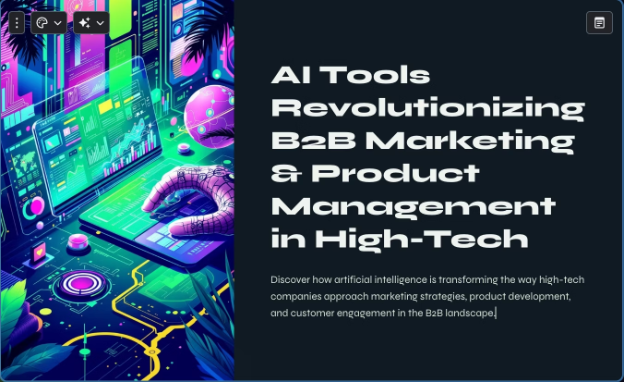 AI Tools
Revolutionizing
B2B Marketing
& Product
Management
in High-Tech
Discover how artificial intelligence is transforming the way high-tech
companies approach marketing strategies, product development,
and customer engagement in the B2B landscape.